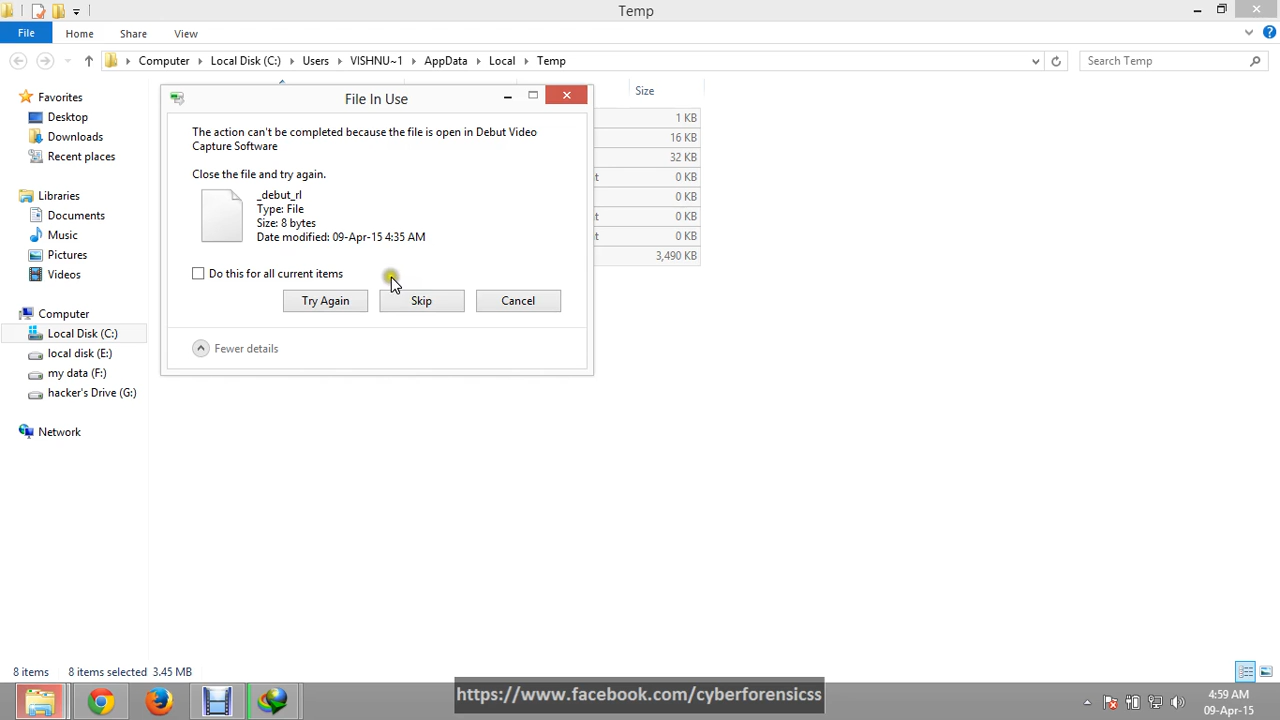 Temp
File
Home
Share
View
Computer
Local Disk (C:)
Users
VISHNU~1
AppData
Local
Temp
Search Temp
Favorites
Desktop
Downloads
Recent places
Libraries
Documents
Music
Pictures
Videos
Computer
Local Disk (C:)
local disk (E:)
my data (F:)
hacker's Drive (G:)
Network
File In Use
The action can't be completed because the file is open in Debut Video
Capture Software
Close the file and try again.
_debut_rl
Type: File
Size: 8 bytes
Date modified: 09-Apr-15 4:35 AM
Do this for all current items
Try Again
Skip
Cancel
Fewer details
Size
1 KB
16 KB
32 KB
t 0 KB
0 KB
t 0 KB
t 0 KB
3,490 KB
8 items
8 items selected 3.45 MB
https://www.facebook.com/cyberforensicss
4:59 AM
09-Apr-15